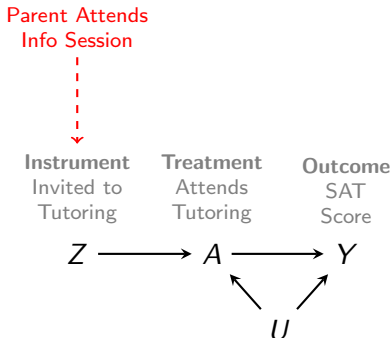 Parent Attends
Info Session
Instrument
Invited to
Tutoring
Treatment
Attends
Tutoring
Outcome
SAT
Score
Z
A
Y
U